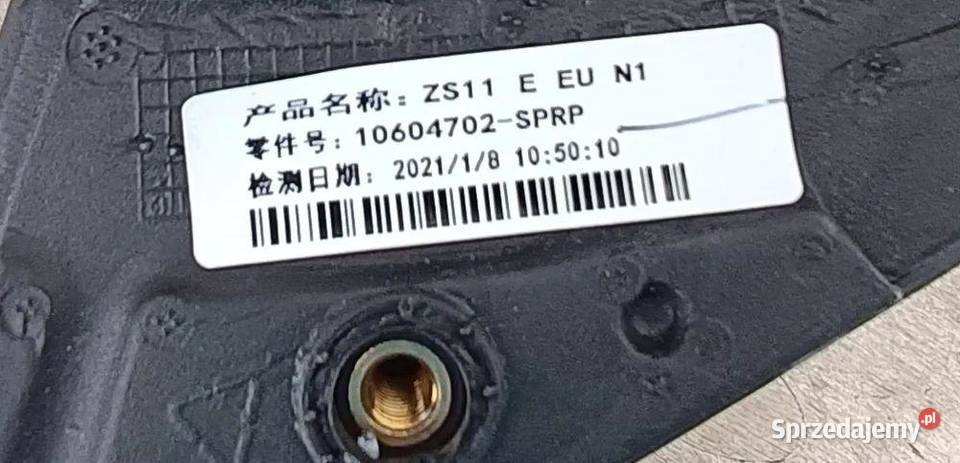 产品名称: ZS11 E EU N1
零件号: 10604702-SPRP
检测日期: 2021/1/8 10:50:10
Sprzedajemy.pl